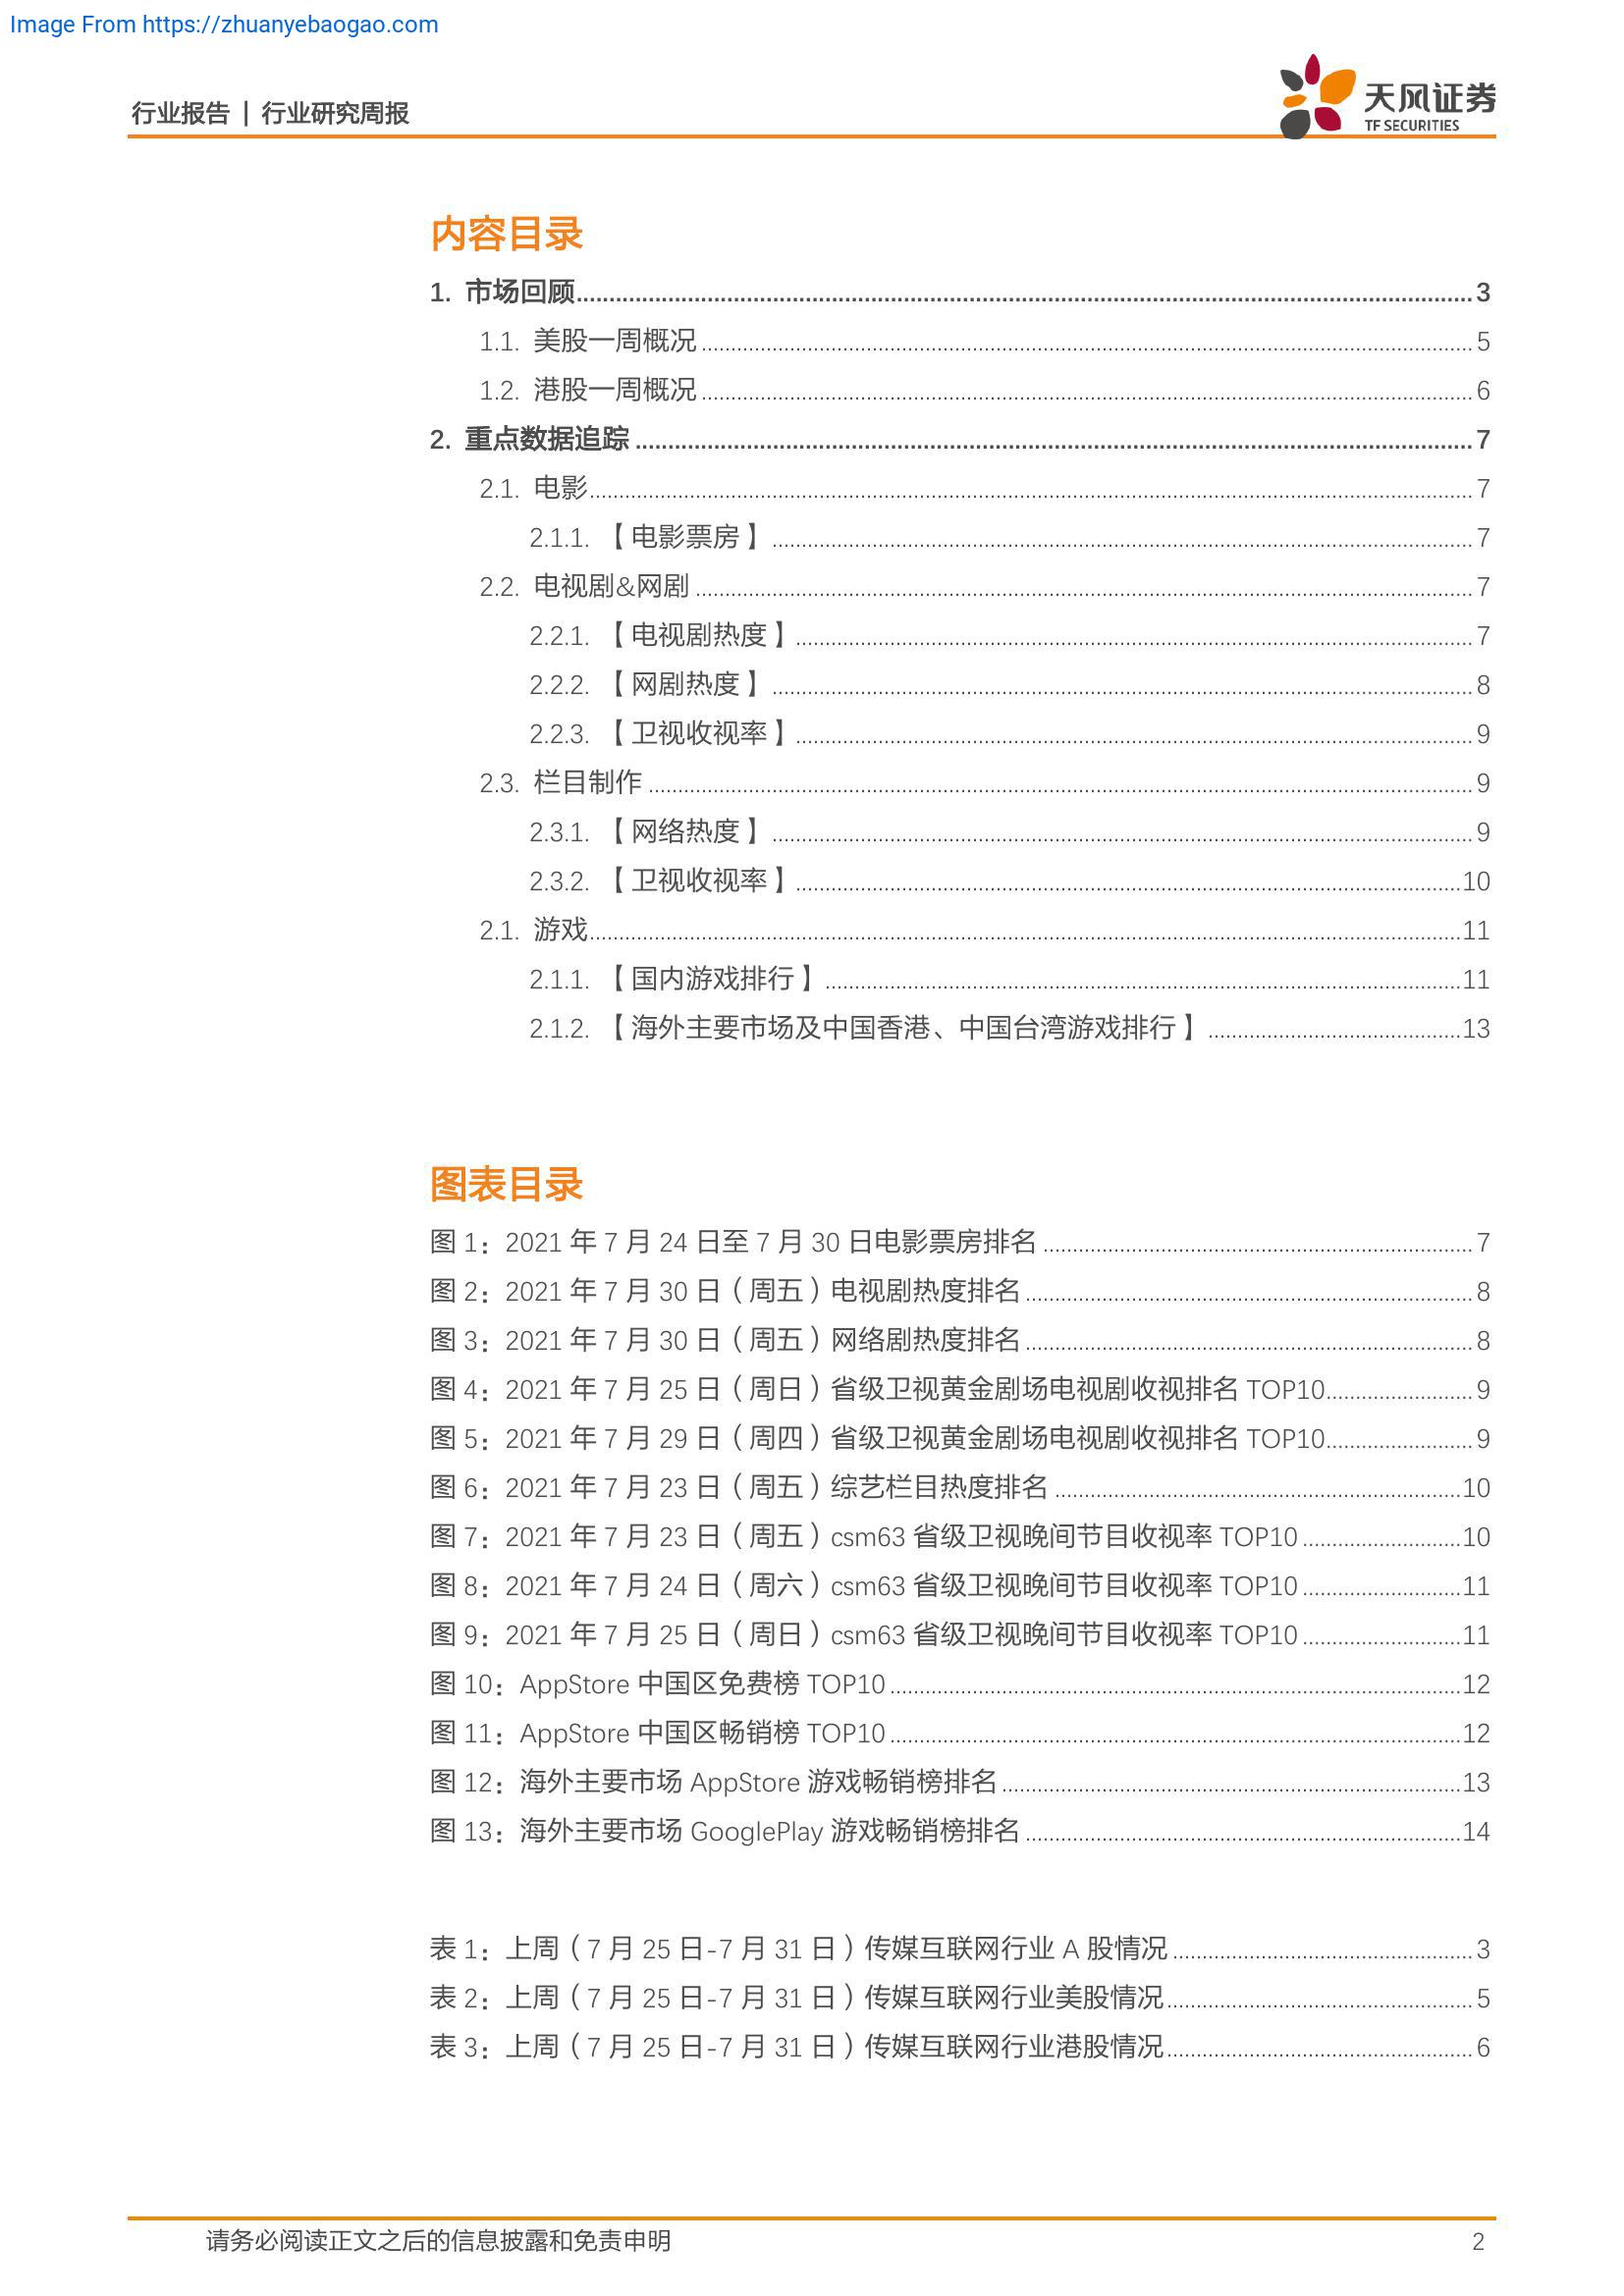 Image From https://zhuanyebaogao.com
行业报告 | 行业研究周报
天风证券
TF SECURITIES
内容目录
1. 市场回顾 3
1.1. 美股一周概况 5
1.2. 港股一周概况 6
2. 重点数据追踪 7
2.1. 电影 7
2.1.1. 【电影票房】 7
2.2. 电视剧&网剧 7
2.2.1. 【电视剧热度】 7
2.2.2. 【网剧热度】 8
2.2.3. 【卫视收视率】 9
2.3. 栏目制作 9
2.3.1. 【网络热度】 9
2.3.2. 【卫视收视率】 10
2.1. 游戏 11
2.1.1. 【国内游戏排行】 11
2.1.2. 【海外主要市场及中国香港、中国台湾游戏排行】 13
图表目录
图 1：2021 年 7 月 24 日至 7 月 30 日电影票房排名 7
图 2：2021 年 7 月 30 日（周五）电视剧热度排名 8
图 3：2021 年 7 月 30 日（周五）网络剧热度排名 8
图 4：2021 年 7 月 25 日（周日）省级卫视黄金剧场电视剧收视排名 TOP10 9
图 5：2021 年 7 月 29 日（周四）省级卫视黄金剧场电视剧收视排名 TOP10 9
图 6：2021 年 7 月 23 日（周五）综艺栏目热度排名 10
图 7：2021 年 7 月 23 日（周五）csm63 省级卫视晚间节目收视率 TOP10 10
图 8：2021 年 7 月 24 日（周六）csm63 省级卫视晚间节目收视率 TOP10 11
图 9：2021 年 7 月 25 日（周日）csm63 省级卫视晚间节目收视率 TOP10 11
图 10：AppStore 中国区免费榜 TOP10 12
图 11：AppStore 中国区畅销榜 TOP10 12
图 12：海外主要市场 AppStore 游戏畅销榜排名 13
图 13：海外主要市场 GooglePlay 游戏畅销榜排名 14
表 1：上周（7 月 25 日-7 月 31 日）传媒互联网行业 A 股情况 3
表 2：上周（7 月 25 日-7 月 31 日）传媒互联网行业美股情况 5
表 3：上周（7 月 25 日-7 月 31 日）传媒互联网行业港股情况 6
请务必阅读正文之后的信息披露和免责申明 2